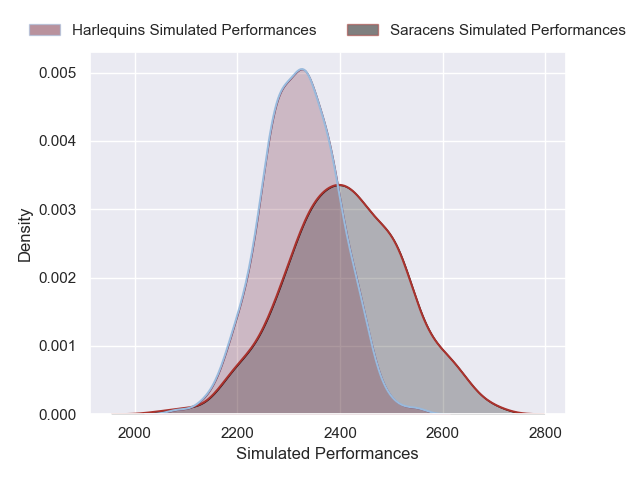 Harlequins Simulated Performances Saracens Simulated Performances
0.005
0.004
0.003
0.002
0.001
0.000
Density
2000 2200 2400 2600 2800
Simulated Performances